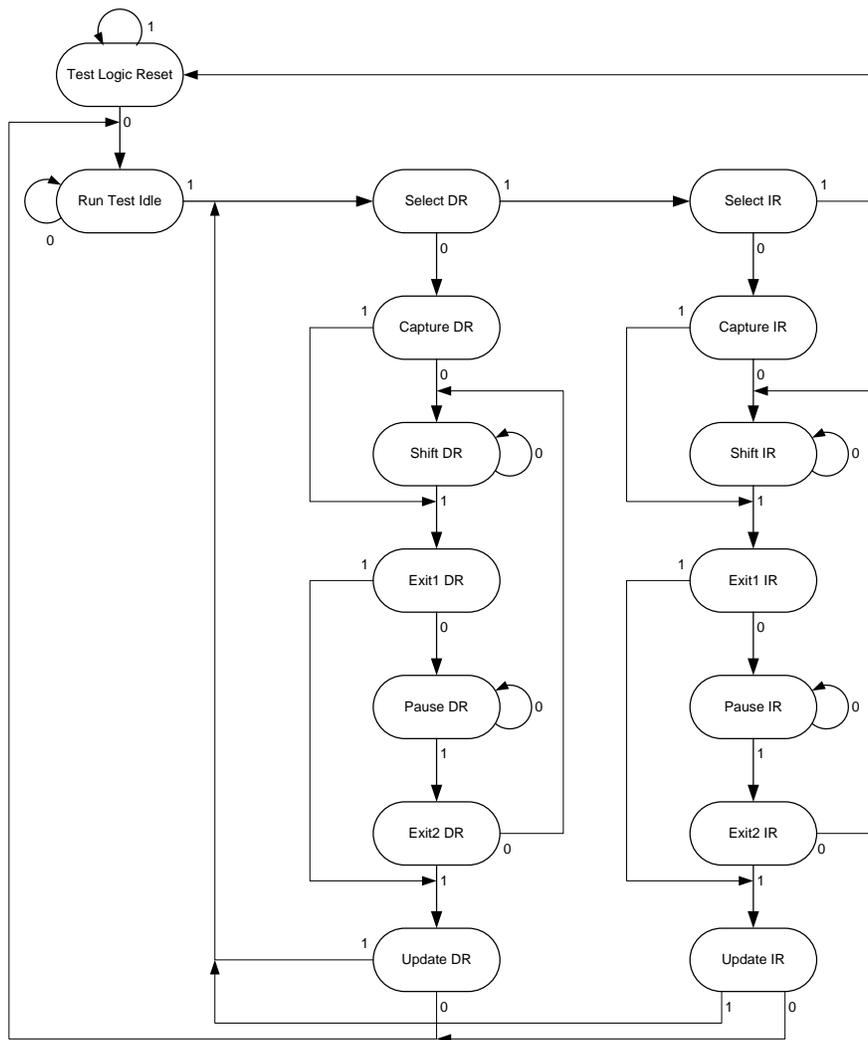 1
Test Logic Reset
0
Run Test Idle
1
0
Select DR
1
Select IR
1
0
0
1
Capture DR
1
Capture IR
0
0
Shift DR
0
Shift IR
0
1
1
1
Exit1 DR
1
Exit1 IR
0
0
Pause DR
0
Pause IR
0
1
1
Exit2 DR
0
Exit2 IR
0
1
1
1
Update DR
Update IR
0
1
0